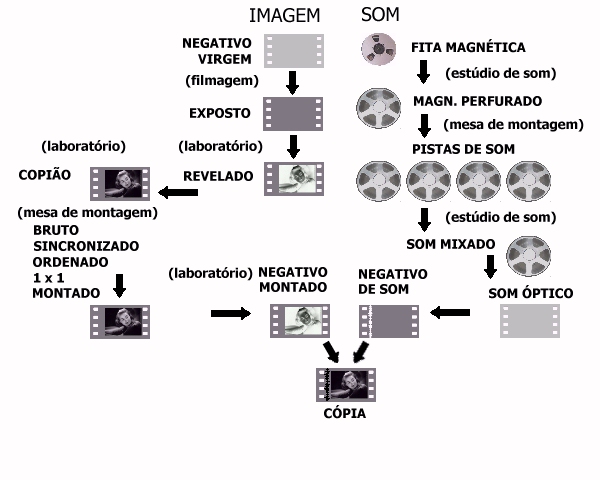 IMAGEM
SOM
NEGATIVO
VIRGEM
(filmagem)
EXPOSTO
(laboratório)
REVELADO
(laboratório)
COPIÃO
(mesa de montagem)
BRUTO
SINCRONIZADO
ORDENADO
1 x 1
MONTADO
(laboratório)
NEGATIVO
MONTADO
FITA MAGNÉTICA
(estúdio de som)
MAGN. PERFURADO
(mesa de montagem)
PISTAS DE SOM
(estúdio de som)
SOM MIXADO
SOM ÓPTICO
NEGATIVO
DE SOM
CÓPIA